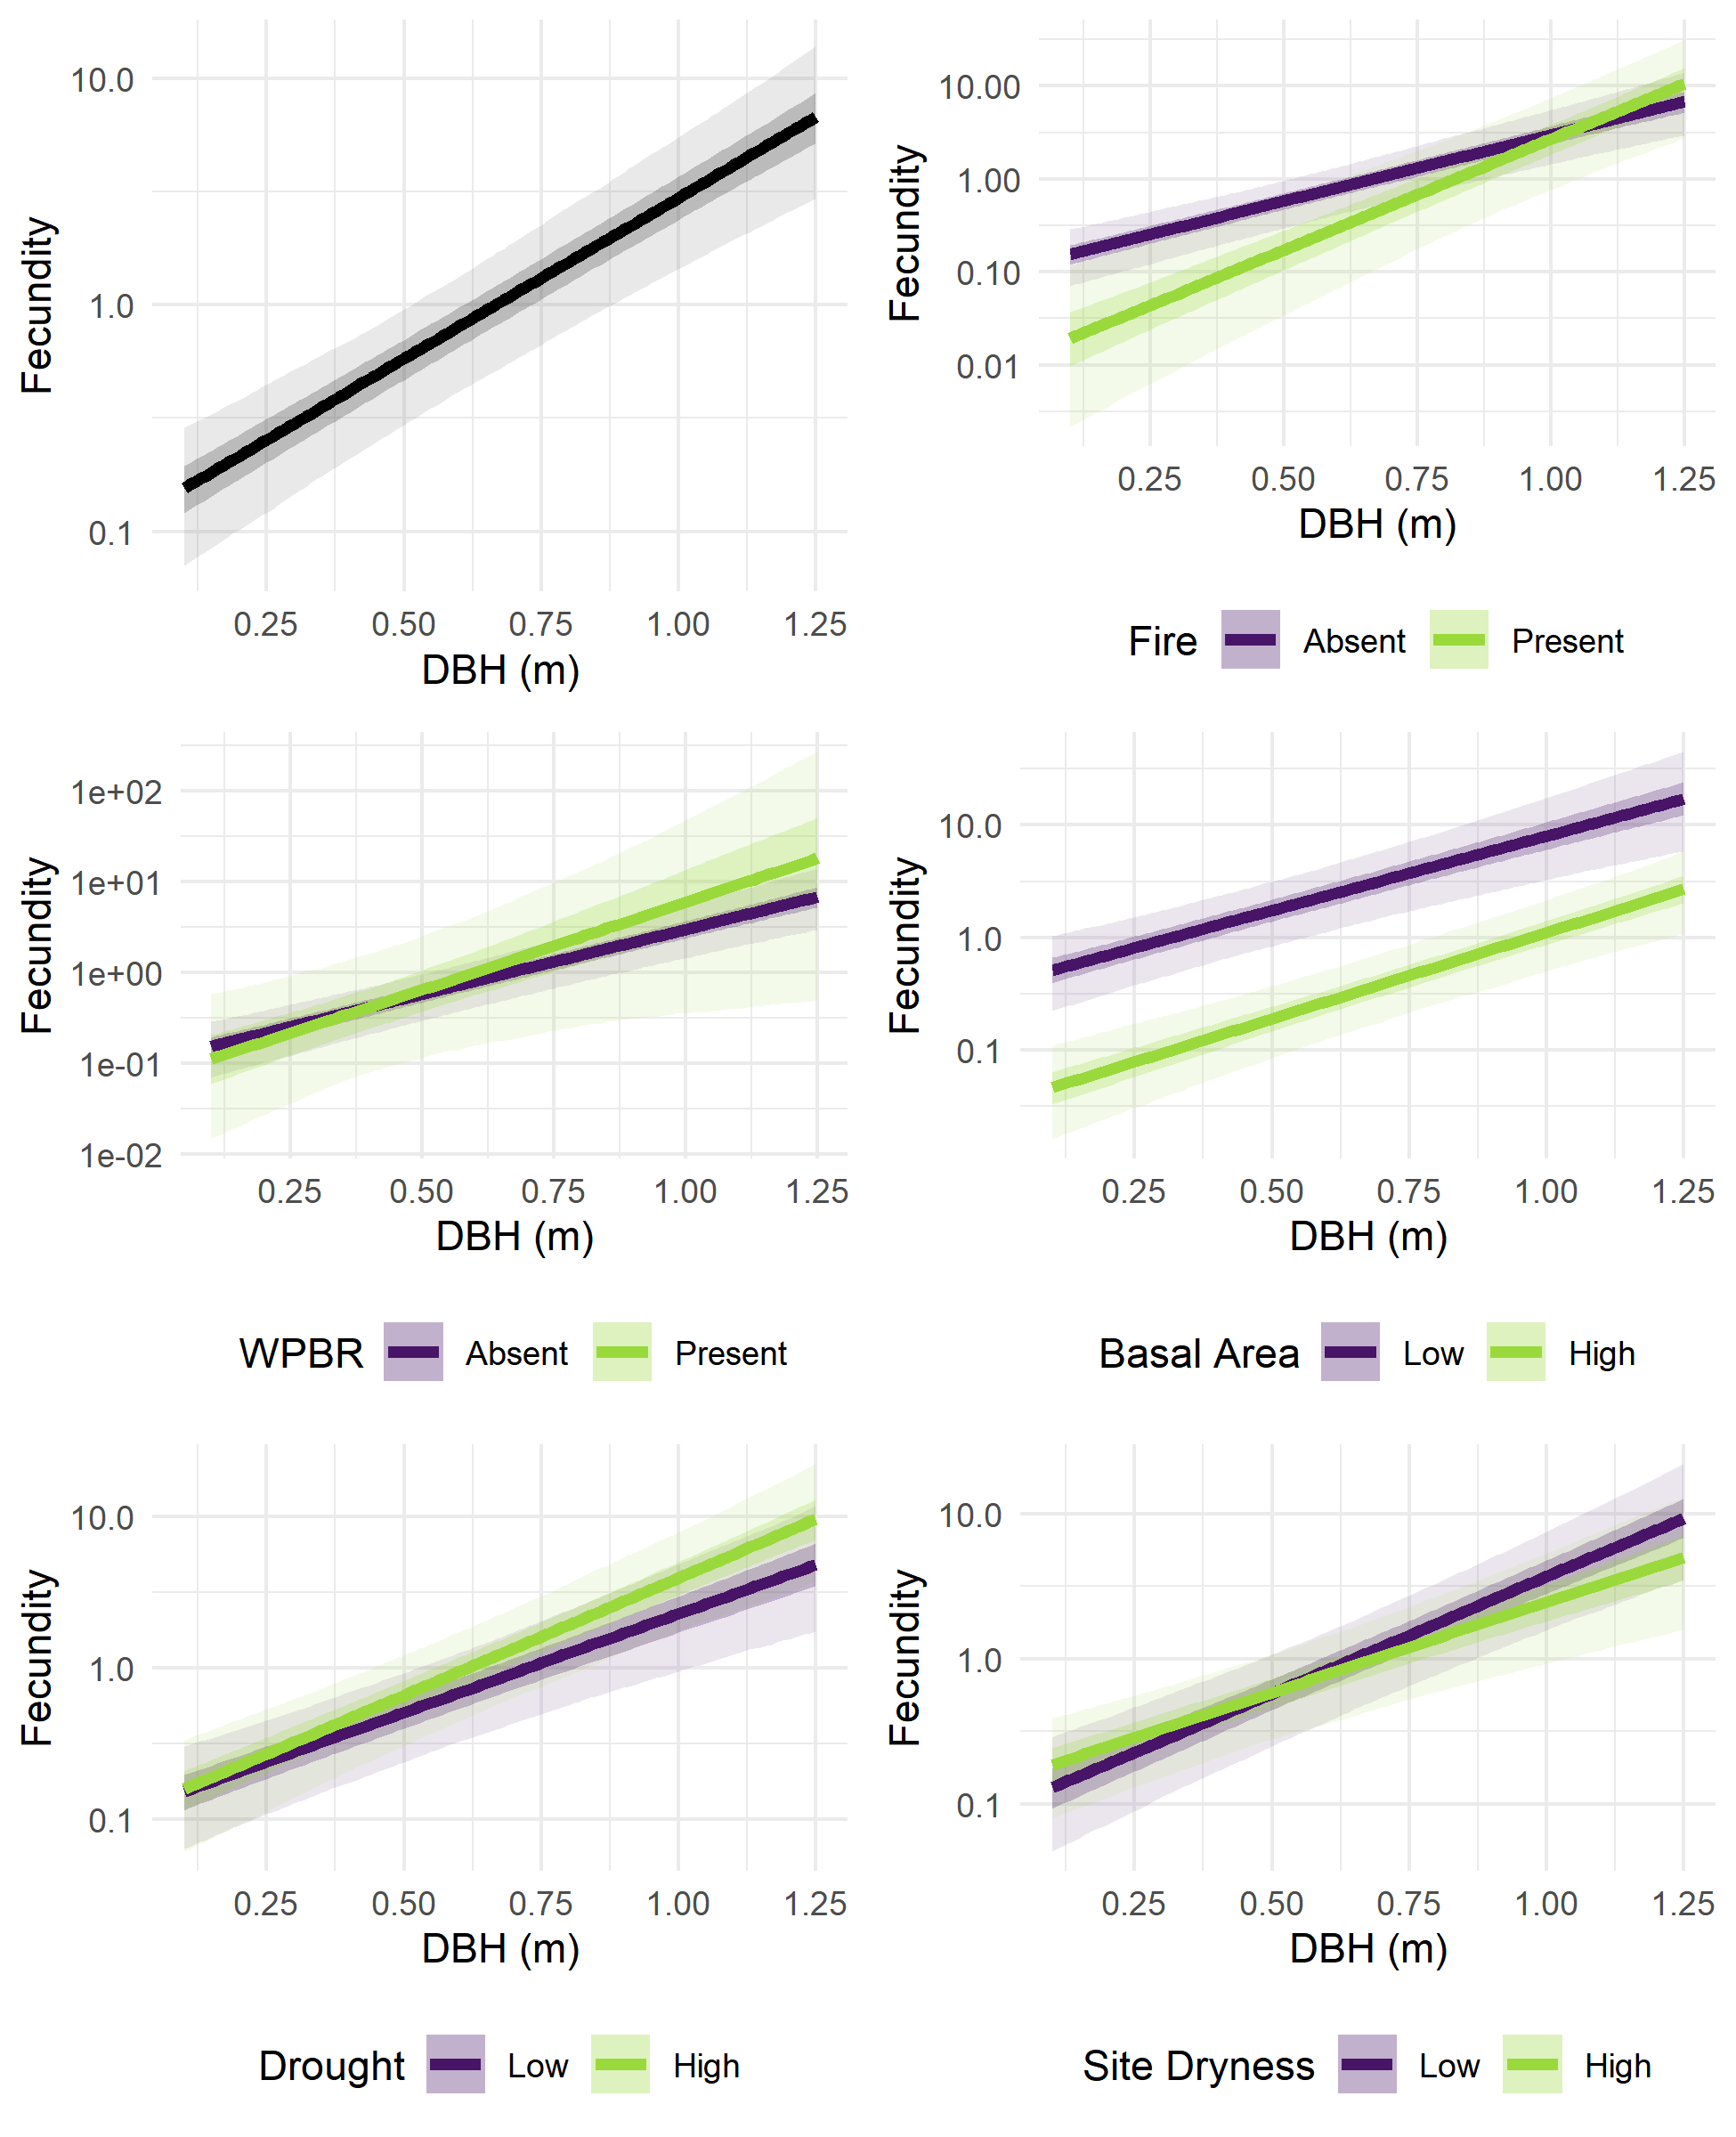 Fecundity
10.0
1.0
0.1
0.25 0.50 0.75 1.00 1.25
DBH (m)
Fecundity
10.00
1.00
0.10
0.01
0.25 0.50 0.75 1.00 1.25
DBH (m)
Fire Absent Present
Fecundity
1e+02
1e+01
1e+00
1e-01
1e-02
0.25 0.50 0.75 1.00 1.25
DBH (m)
WPBR Absent Present
Fecundity
10.0
1.0
0.1
0.25 0.50 0.75 1.00 1.25
DBH (m)
Basal Area Low High
Fecundity
10.0
1.0
0.1
0.25 0.50 0.75 1.00 1.25
DBH (m)
Drought Low High
Fecundity
10.0
1.0
0.1
0.25 0.50 0.75 1.00 1.25
DBH (m)
Site Dryness Low High